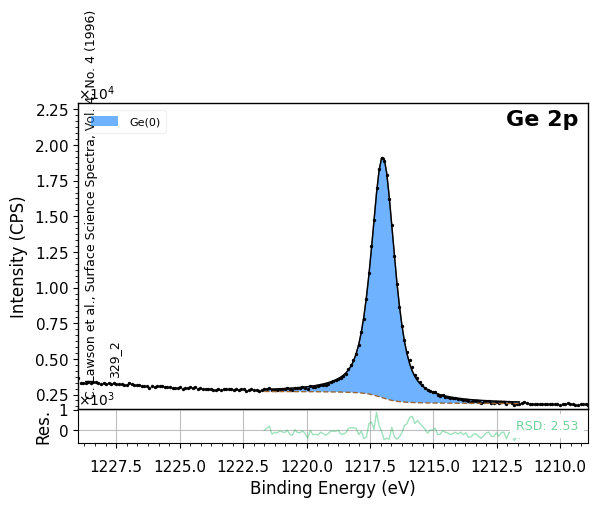 ×10⁴
Ge 2p
Ge(0)
2.25
2.00
1.75
1.50
1.25
1.00
0.75
0.50
0.25
Intensity (CPS)
Lawson et al., Surface Science Spectra, Vol. 4, No. 4 (1996)
329_2
×10³
1
0
Res.
RSD: 2.53
1227.5 1225.0 1222.5 1220.0 1217.5 1215.0 1212.5 1210.0
Binding Energy (eV)